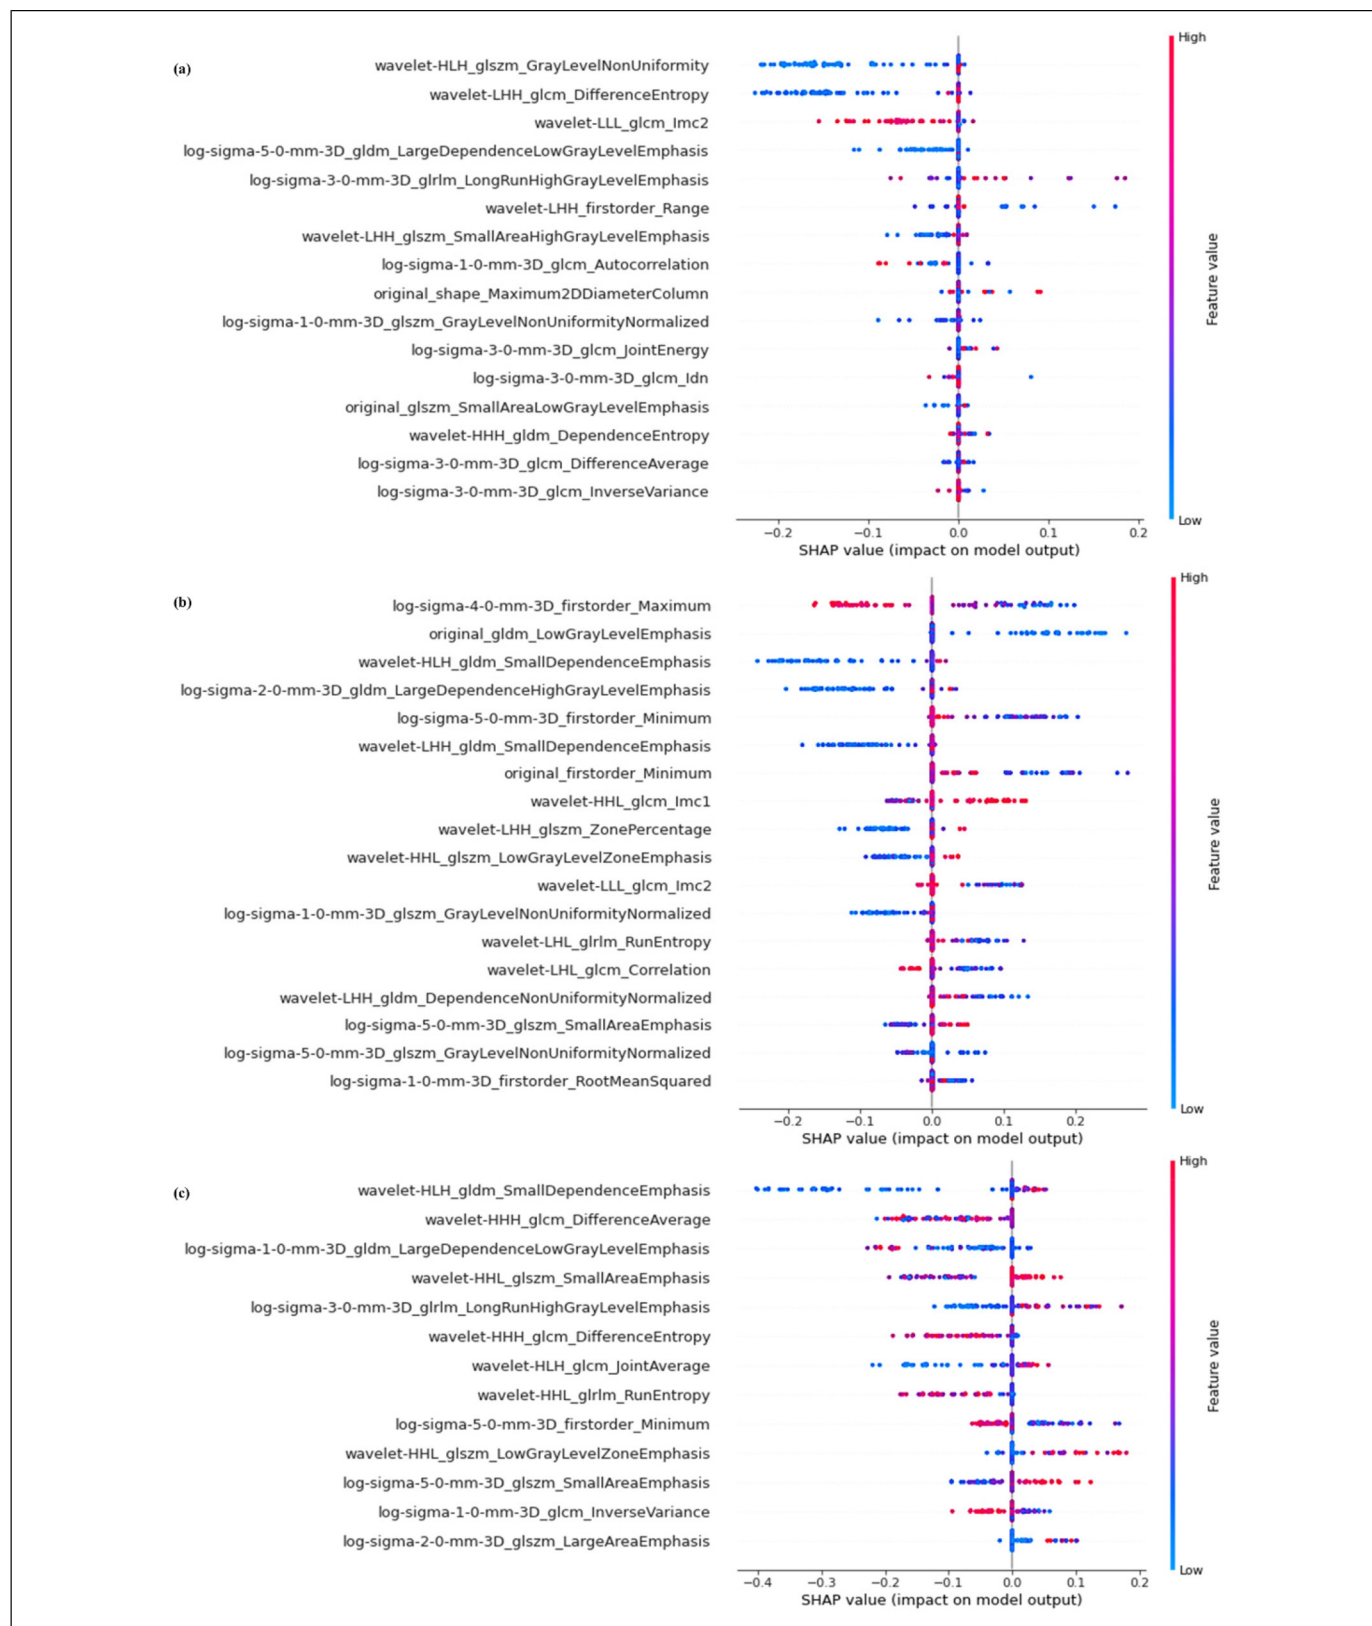 (a)
High
wavelet-HLH_glszm_GrayLevelNonUniformity
wavelet-LHH_glcm_DifferenceEntropy
wavelet-LLL_glcm_Imc2
log-sigma-5-0-mm-3D_gldm_LargeDependenceLowGrayLevelEmphasis
log-sigma-3-0-mm-3D_glrlm_LongRunHighGrayLevelEmphasis
wavelet-LHH_firstorder_Range
wavelet-LHH_glszm_SmallAreaHighGrayLevelEmphasis
log-sigma-1-0-mm-3D_glcm_Autocorrelation
original_shape_Maximum2DDiameterColumn
log-sigma-1-0-mm-3D_glszm_GrayLevelNonUniformityNormalized
log-sigma-3-0-mm-3D_glcm_JointEnergy
log-sigma-3-0-mm-3D_glcm_Idn
original_glszm_SmallAreaLowGrayLevelEmphasis
wavelet-HHH_gldm_DependenceEntropy
log-sigma-3-0-mm-3D_glcm_DifferenceAverage
log-sigma-3-0-mm-3D_glcm_InverseVariance
Feature value
Low
−0.2 −0.1 0.0 0.1 0.2
SHAP value (impact on model output)
(b)
High
log-sigma-4-0-mm-3D_firstorder_Maximum
original_gldm_LowGrayLevelEmphasis
wavelet-HLH_gldm_SmallDependenceEmphasis
log-sigma-2-0-mm-3D_gldm_LargeDependenceHighGrayLevelEmphasis
log-sigma-5-0-mm-3D_firstorder_Minimum
wavelet-LHH_gldm_SmallDependenceEmphasis
original_firstorder_Minimum
wavelet-HHL_glcm_Imc1
wavelet-LHH_glszm_ZonePercentage
wavelet-HHL_glszm_LowGrayLevelZoneEmphasis
wavelet-LLL_glcm_Imc2
log-sigma-1-0-mm-3D_glszm_GrayLevelNonUniformityNormalized
wavelet-LHL_glrlm_RunEntropy
wavelet-LHL_glcm_Correlation
wavelet-LHH_gldm_DependenceNonUniformityNormalized
log-sigma-5-0-mm-3D_glszm_SmallAreaEmphasis
log-sigma-5-0-mm-3D_glszm_GrayLevelNonUniformityNormalized
log-sigma-1-0-mm-3D_firstorder_RootMeanSquared
Feature value
Low
−0.2 −0.1 0.0 0.1 0.2
SHAP value (impact on model output)
(c)
High
wavelet-HLH_gldm_SmallDependenceEmphasis
wavelet-HHH_glcm_DifferenceAverage
log-sigma-1-0-mm-3D_gldm_LargeDependenceLowGrayLevelEmphasis
wavelet-HHL_glszm_SmallAreaEmphasis
log-sigma-3-0-mm-3D_glrlm_LongRunHighGrayLevelEmphasis
wavelet-HHH_glcm_DifferenceEntropy
wavelet-HLH_glcm_JointAverage
wavelet-HHL_glrlm_RunEntropy
log-sigma-5-0-mm-3D_firstorder_Minimum
wavelet-HHL_glszm_LowGrayLevelZoneEmphasis
log-sigma-5-0-mm-3D_glszm_SmallAreaEmphasis
log-sigma-1-0-mm-3D_glcm_InverseVariance
log-sigma-2-0-mm-3D_glszm_LargeAreaEmphasis
Feature value
Low
−0.4 −0.3 −0.2 −0.1 0.0 0.1 0.2
SHAP value (impact on model output)